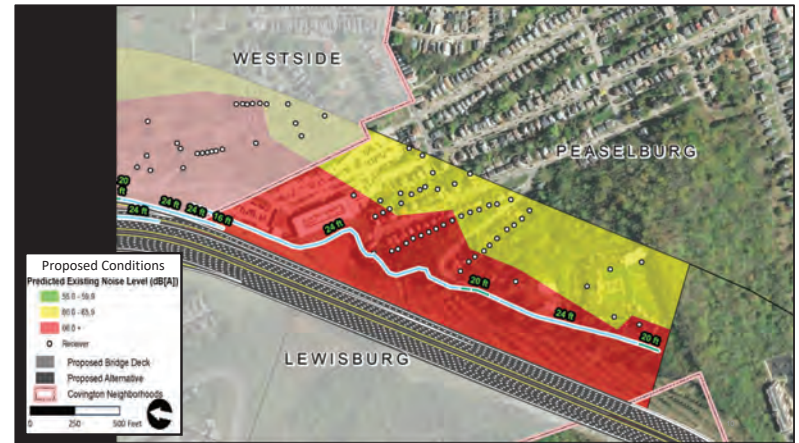 WESTSIDE
PEASELBURG
20
ft
24 ft
24 ft
16 ft
24 ft
24 ft
20 ft
24 ft
20 ft
LEWISBURG
Proposed Conditions
Predicted Existing Noise Level (dB[A])
55.0 - 59.9
60.0 - 65.9
66.0 +
Receiver
Proposed Bridge Deck
Proposed Alternative
Covington Neighborhoods
0 250 500 Feet